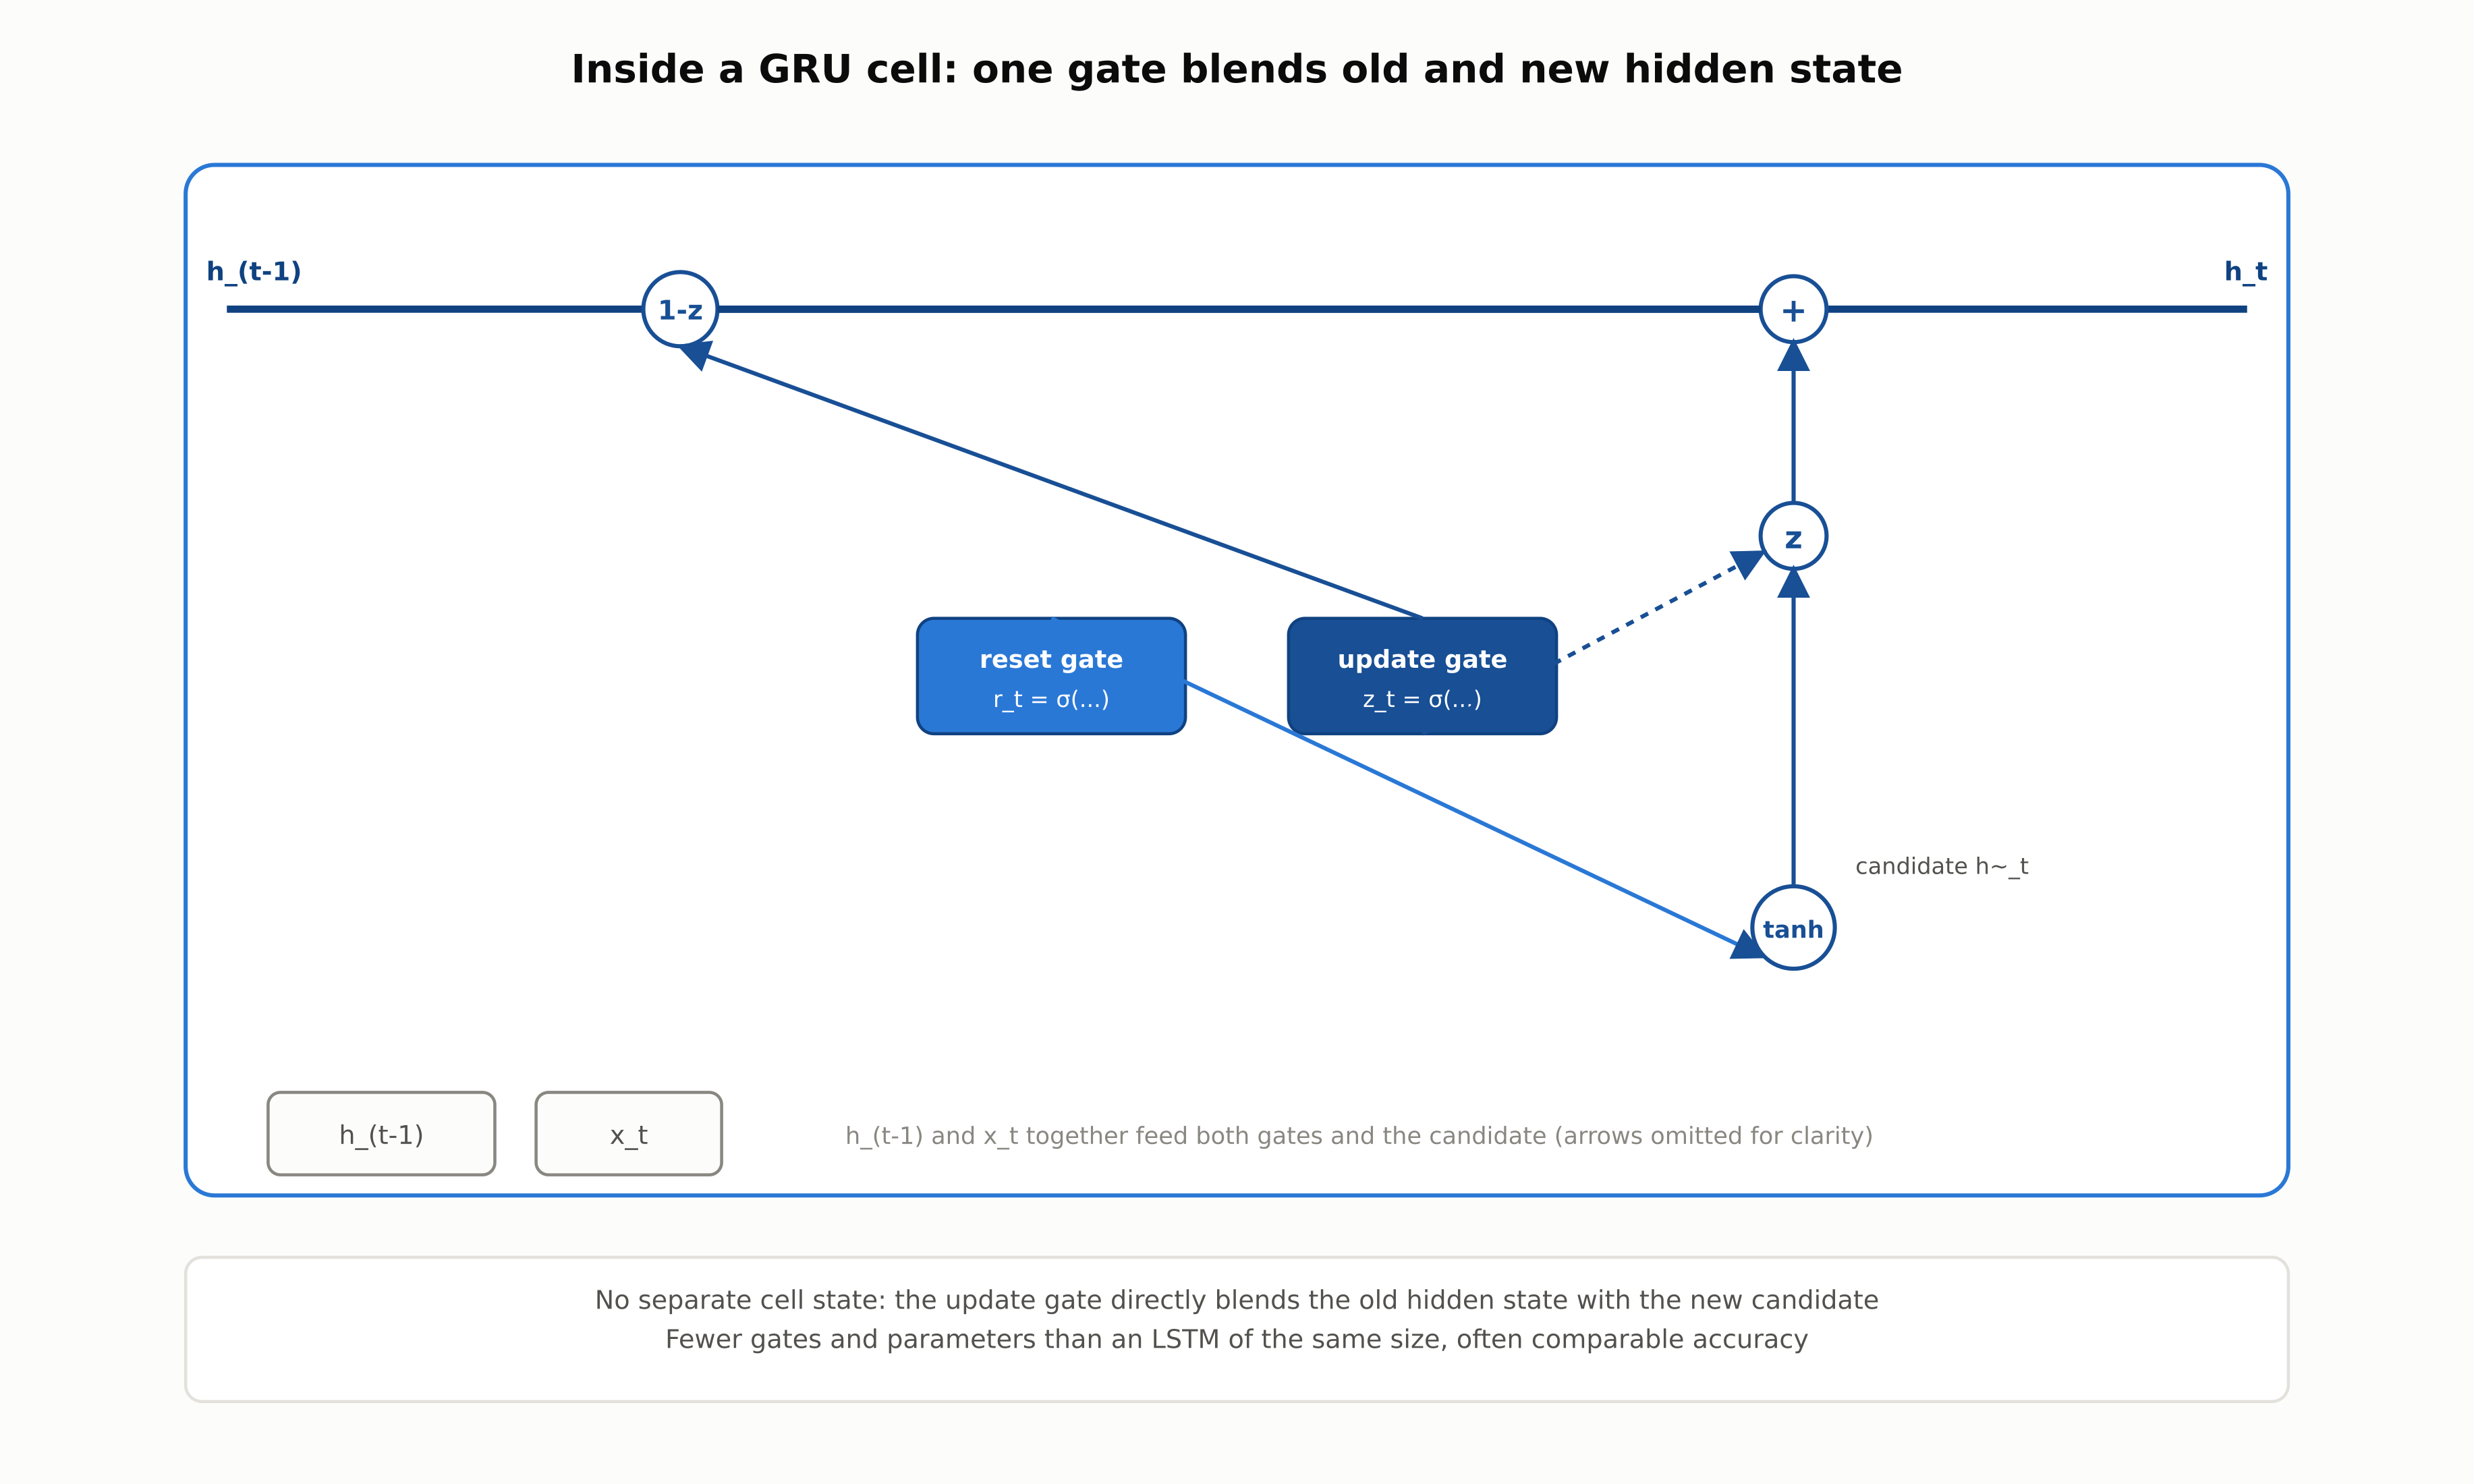 Inside a GRU cell: one gate blends old and new hidden state
h_(t-1)
h_t
1-z
+
z
reset gate
r_t = σ(...)
update gate
z_t = σ(...)
candidate h~_t
tanh
h_(t-1)
x_t
h_(t-1) and x_t together feed both gates and the candidate (arrows omitted for clarity)
No separate cell state: the update gate directly blends the old hidden state with the new candidate
Fewer gates and parameters than an LSTM of the same size, often comparable accuracy